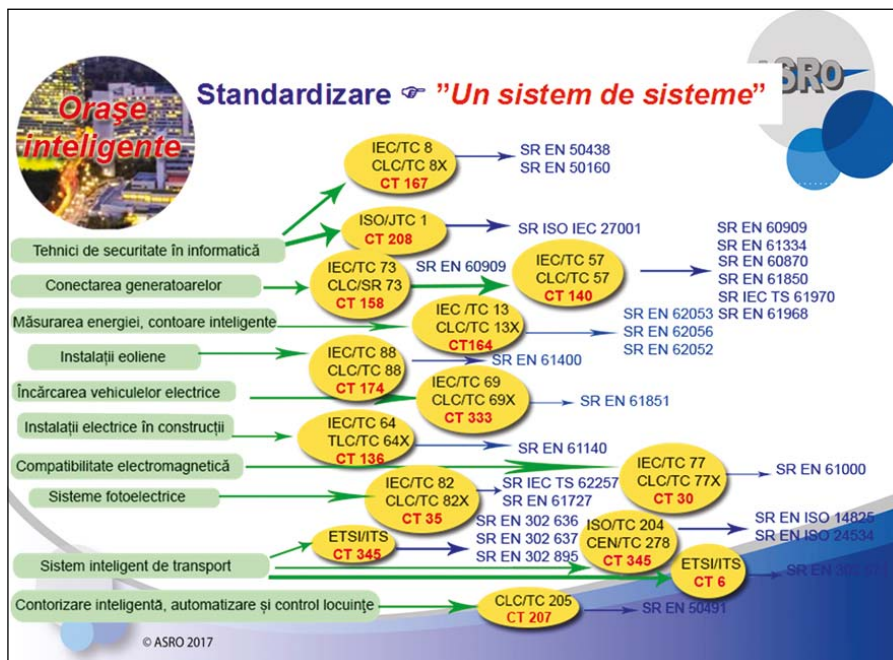 Orașe
inteligente
Standardizare ☞ ”Un sistem de sisteme”
ASRO
IEC/TC 8
CLC/TC 8X
CT 167
SR EN 50438
SR EN 50160
ISO/JTC 1
CT 208
SR ISO IEC 27001
Tehnici de securitate în informatică
Conectarea generatoarelor
IEC/TC 73
CLC/SR 73
CT 158
SR EN 60909
IEC/TC 57
CLC/TC 57
CT 140
SR EN 60909
SR EN 61334
SR EN 60870
SR EN 61850
SR IEC TS 61970
SR EN 61968
Măsurarea energiei, contoare inteligente
IEC /TC 13
CLC/TC 13X
CT164
SR EN 62053
SR EN 62056
SR EN 62052
Instalații eoliene
IEC/TC 88
CLC/TC 88
CT 174
SR EN 61400
Încărcarea vehiculelor electrice
IEC/TC 69
CLC/TC 69X
CT 333
SR EN 61851
Instalații electrice în construcții
IEC/TC 64
TLC/TC 64X
CT 136
SR EN 61140
Compatibilitate electromagnetică
IEC/TC 77
CLC/TC 77X
CT 30
SR EN 61000
Sisteme fotoelectrice
IEC/TC 82
CLC/TC 82X
CT 35
SR IEC TS 62257
SR EN 61727
Sistem inteligent de transport
ETSI/ITS
CT 345
SR EN 302 636
SR EN 302 637
SR EN 302 895
ISO/TC 204
CEN/TC 278
CT 345
SR EN ISO 14825
SR EN ISO 24534
ETSI/ITS
CT 6
SR EN
Contorizare inteligentă, automatizare și control locuințe
CLC/TC 205
CT 207
SR EN 50491
© ASRO 2017